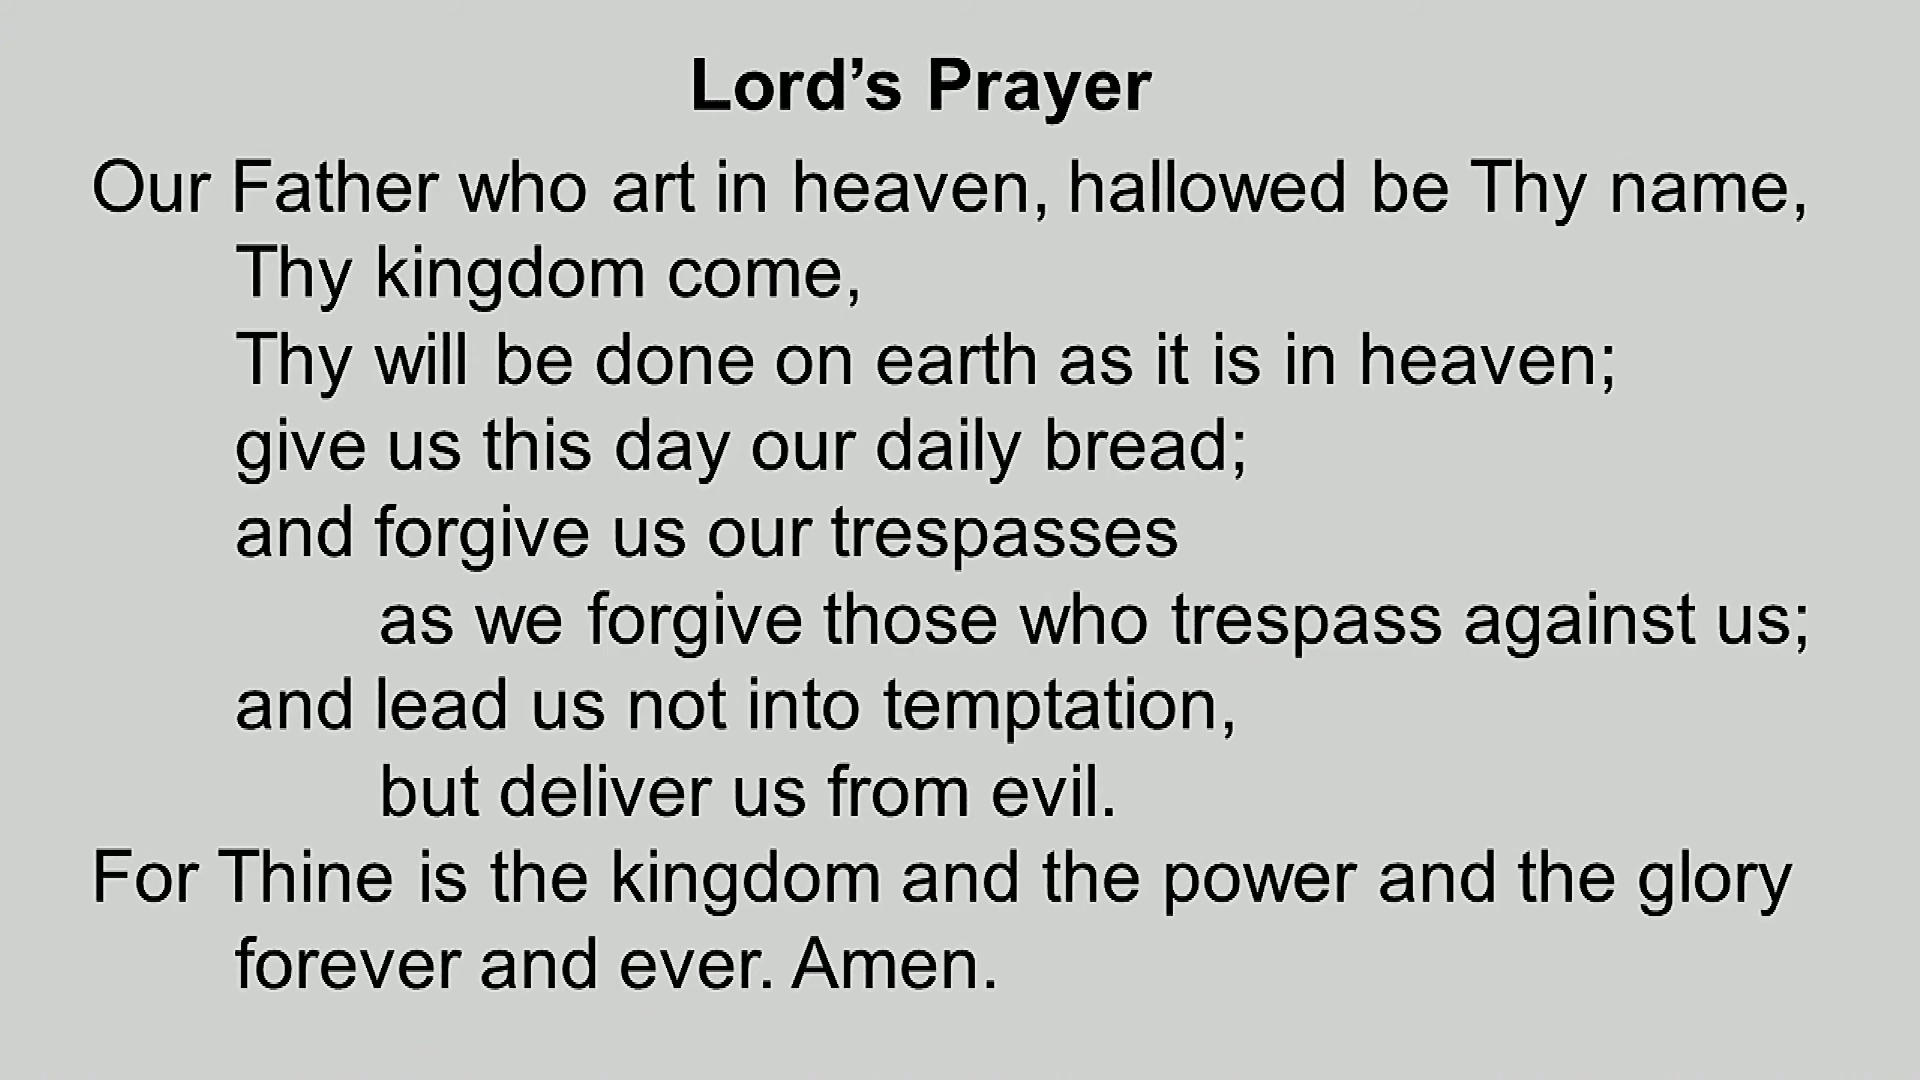 Lord’s Prayer
Our Father who art in heaven, hallowed be Thy name,
Thy kingdom come,
Thy will be done on earth as it is in heaven;
give us this day our daily bread;
and forgive us our trespasses
as we forgive those who trespass against us;
and lead us not into temptation,
but deliver us from evil.
For Thine is the kingdom and the power and the glory
forever and ever. Amen.